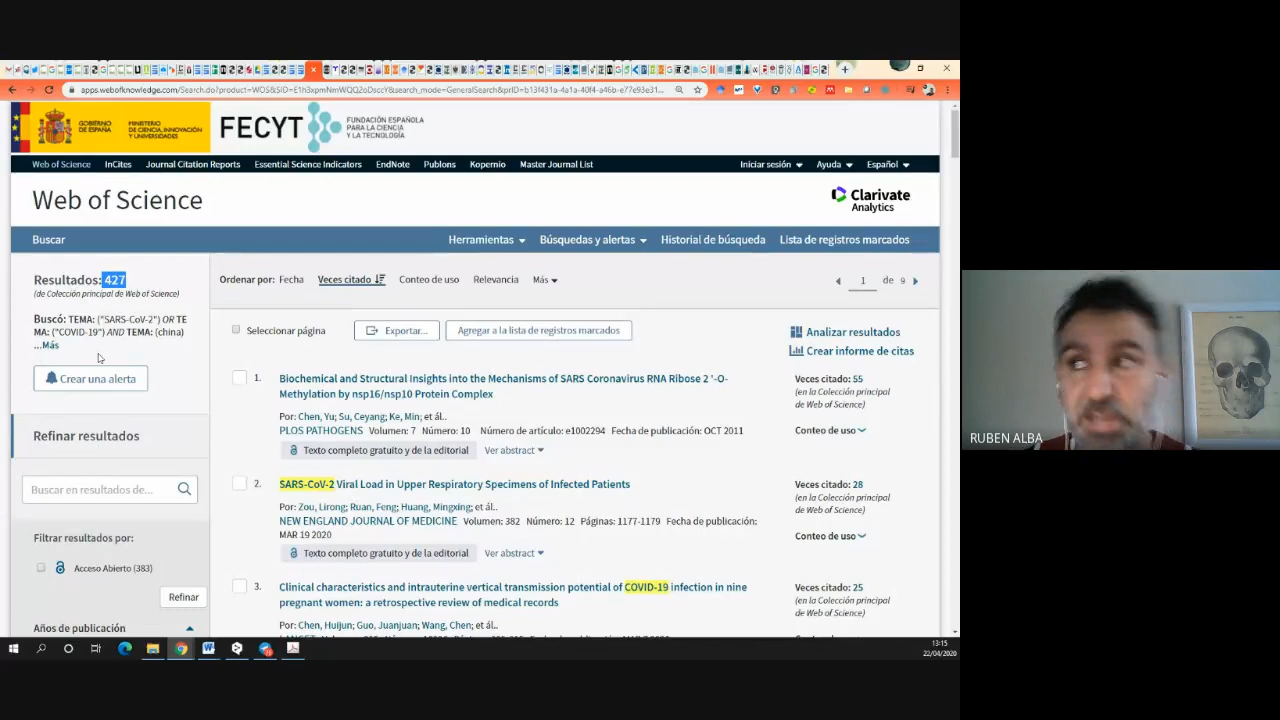 apps.webofknowledge.com/Search.do?product=WOS&SID=E1h3xpmNmWQQ2oDsccY&search_mode=GeneralSearch&prID=b13f431a-4a1a-40f4-a46b-e77e93e31...
GOBIERNO
DE ESPAÑA
MINISTERIO
DE CIENCIA, INNOVACIÓN
Y UNIVERSIDADES
FECYT
FUNDACIÓN ESPAÑOLA
PARA LA CIENCIA
Y LA TECNOLOGÍA
Web of Science InCites Journal Citation Reports Essential Science Indicators EndNote Publons Kopernio Master Journal List Iniciar sesión Ayuda Español
Web of Science
Clarivate
Analytics
Buscar Herramientas Búsquedas y alertas Historial de búsqueda Lista de registros marcados
Resultados: 427
(de Colección principal de Web of Science)
Buscó: TEMA: ("SARS-CoV-2") OR TE
MA: ("COVID-19") AND TEMA: (china)
...Más
Crear una alerta
Refinar resultados
Buscar en resultados de...
Filtrar resultados por:
Acceso Abierto (383)
Refinar
Años de publicación
Ordenar por: Fecha Veces citado Conteo de uso Relevancia Más
1 de 9
Seleccionar página Exportar... Agregar a la lista de registros marcados
Analizar resultados
Crear informe de citas
1. Biochemical and Structural Insights into the Mechanisms of SARS Coronavirus RNA Ribose 2 '-O-
Methylation by nsp16/nsp10 Protein Complex
Por: Chen, Yu; Su, Ceyang; Ke, Min; et ál..
PLOS PATHOGENS Volumen: 7 Número: 10 Número de artículo: e1002294 Fecha de publicación: OCT 2011
Texto completo gratuito y de la editorial Ver abstract
Veces citado: 55
(en la Colección principal
de Web of Science)
Conteo de uso
2. SARS-CoV-2 Viral Load in Upper Respiratory Specimens of Infected Patients
Por: Zou, Lirong; Ruan, Feng; Huang, Mingxing; et ál..
NEW ENGLAND JOURNAL OF MEDICINE Volumen: 382 Número: 12 Páginas: 1177-1179 Fecha de publicación:
MAR 19 2020
Texto completo gratuito y de la editorial Ver abstract
Veces citado: 28
(en la Colección principal
de Web of Science)
Conteo de uso
3. Clinical characteristics and intrauterine vertical transmission potential of COVID-19 infection in nine
pregnant women: a retrospective review of medical records
Por: Chen, Huijun; Guo, Juanjuan; Wang, Chen; et ál..
Veces citado: 25
(en la Colección principal
de Web of Science)
RUBEN ALBA
13:15
22/04/2020